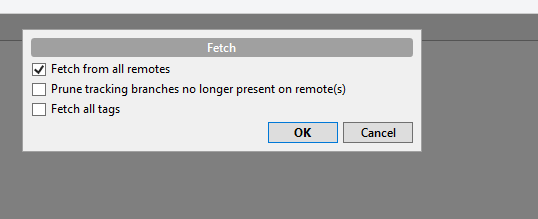 Fetch
Fetch from all remotes
Prune tracking branches no longer present on remote(s)
Fetch all tags
OK Cancel